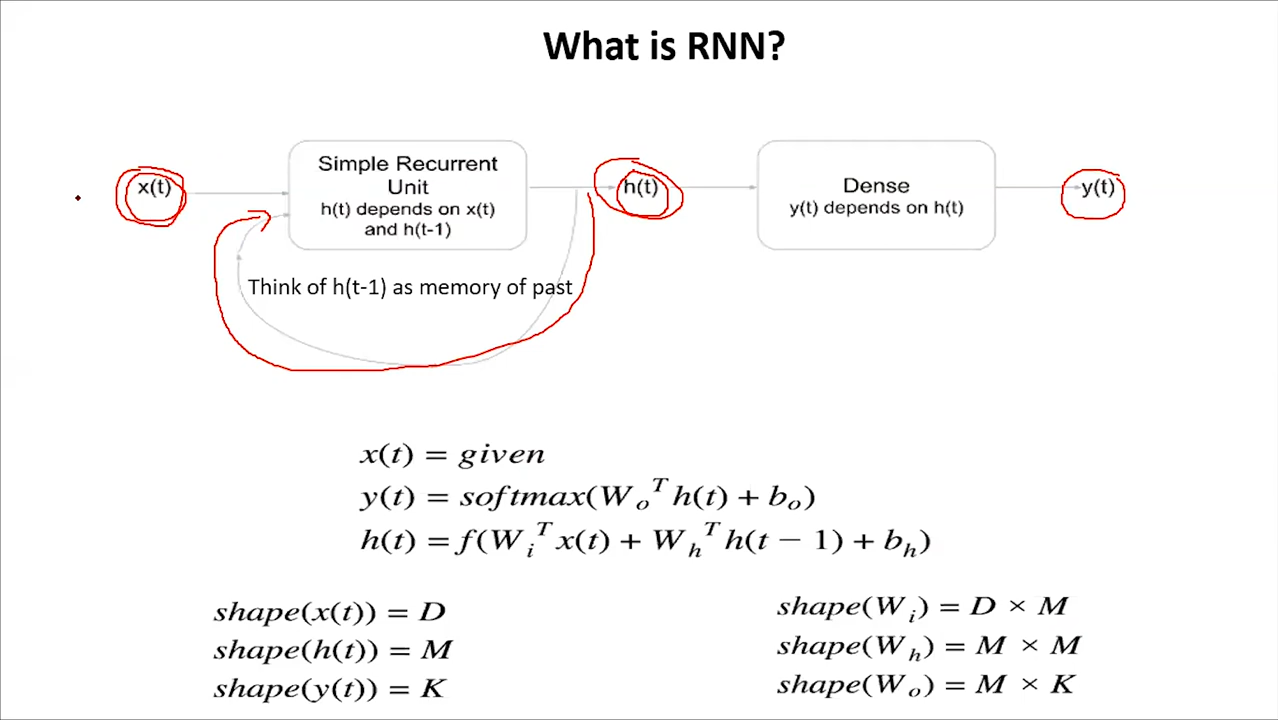 What is RNN?
x(t)
Simple Recurrent
Unit
h(t) depends on x(t)
and h(t-1)
h(t)
Dense
y(t) depends on h(t)
y(t)
Think of h(t-1) as memory of past
x(t) = given
y(t) = softmax(W_o^T h(t) + b_o)
h(t) = f(W_i^T x(t) + W_h^T h(t − 1) + b_h)
shape(x(t)) = D
shape(h(t)) = M
shape(y(t)) = K
shape(W_i) = D × M
shape(W_h) = M × M
shape(W_o) = M × K